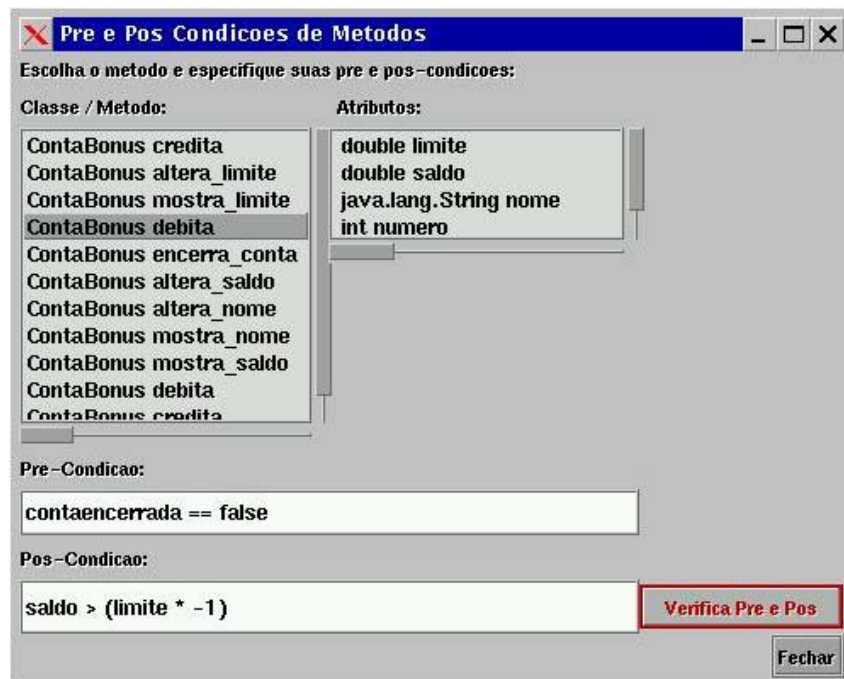 Pre e Pos Condicoes de Metodos
Escolha o metodo e especifique suas pre e pos-condicoes:
Classe / Metodo:
Atributos:
ContaBonus credita
ContaBonus altera_limite
ContaBonus mostra_limite
ContaBonus debita
ContaBonus encerra_conta
ContaBonus altera_saldo
ContaBonus altera_nome
ContaBonus mostra_nome
ContaBonus mostra_saldo
ContaBonus debita
ContaBonus credita
double limite
double saldo
java.lang.String nome
int numero
Pre-Condicao:
contaencerrada == false
Pos-Condicao:
saldo > (limite * -1)
Verifica Pre e Pos
Fechar